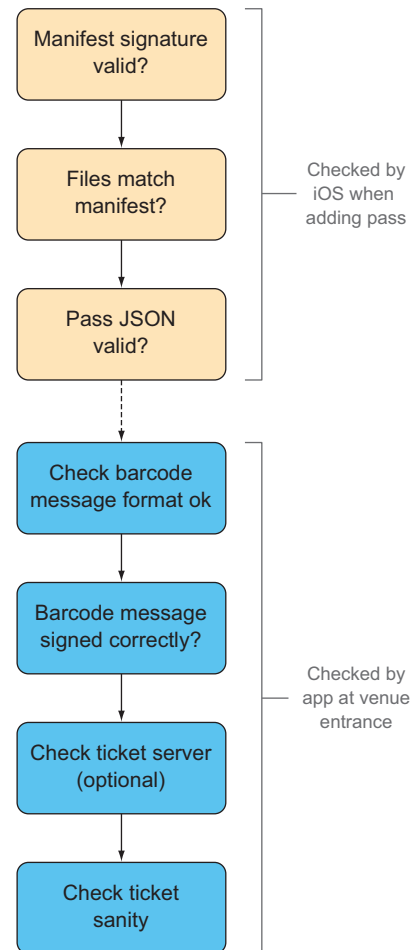 Manifest signature
valid?
Files match
manifest?
Checked by
iOS when
adding pass
Pass JSON
valid?
Check barcode
message format ok
Barcode message
signed correctly?
Checked by
app at venue
entrance
Check ticket server
(optional)
Check ticket
sanity